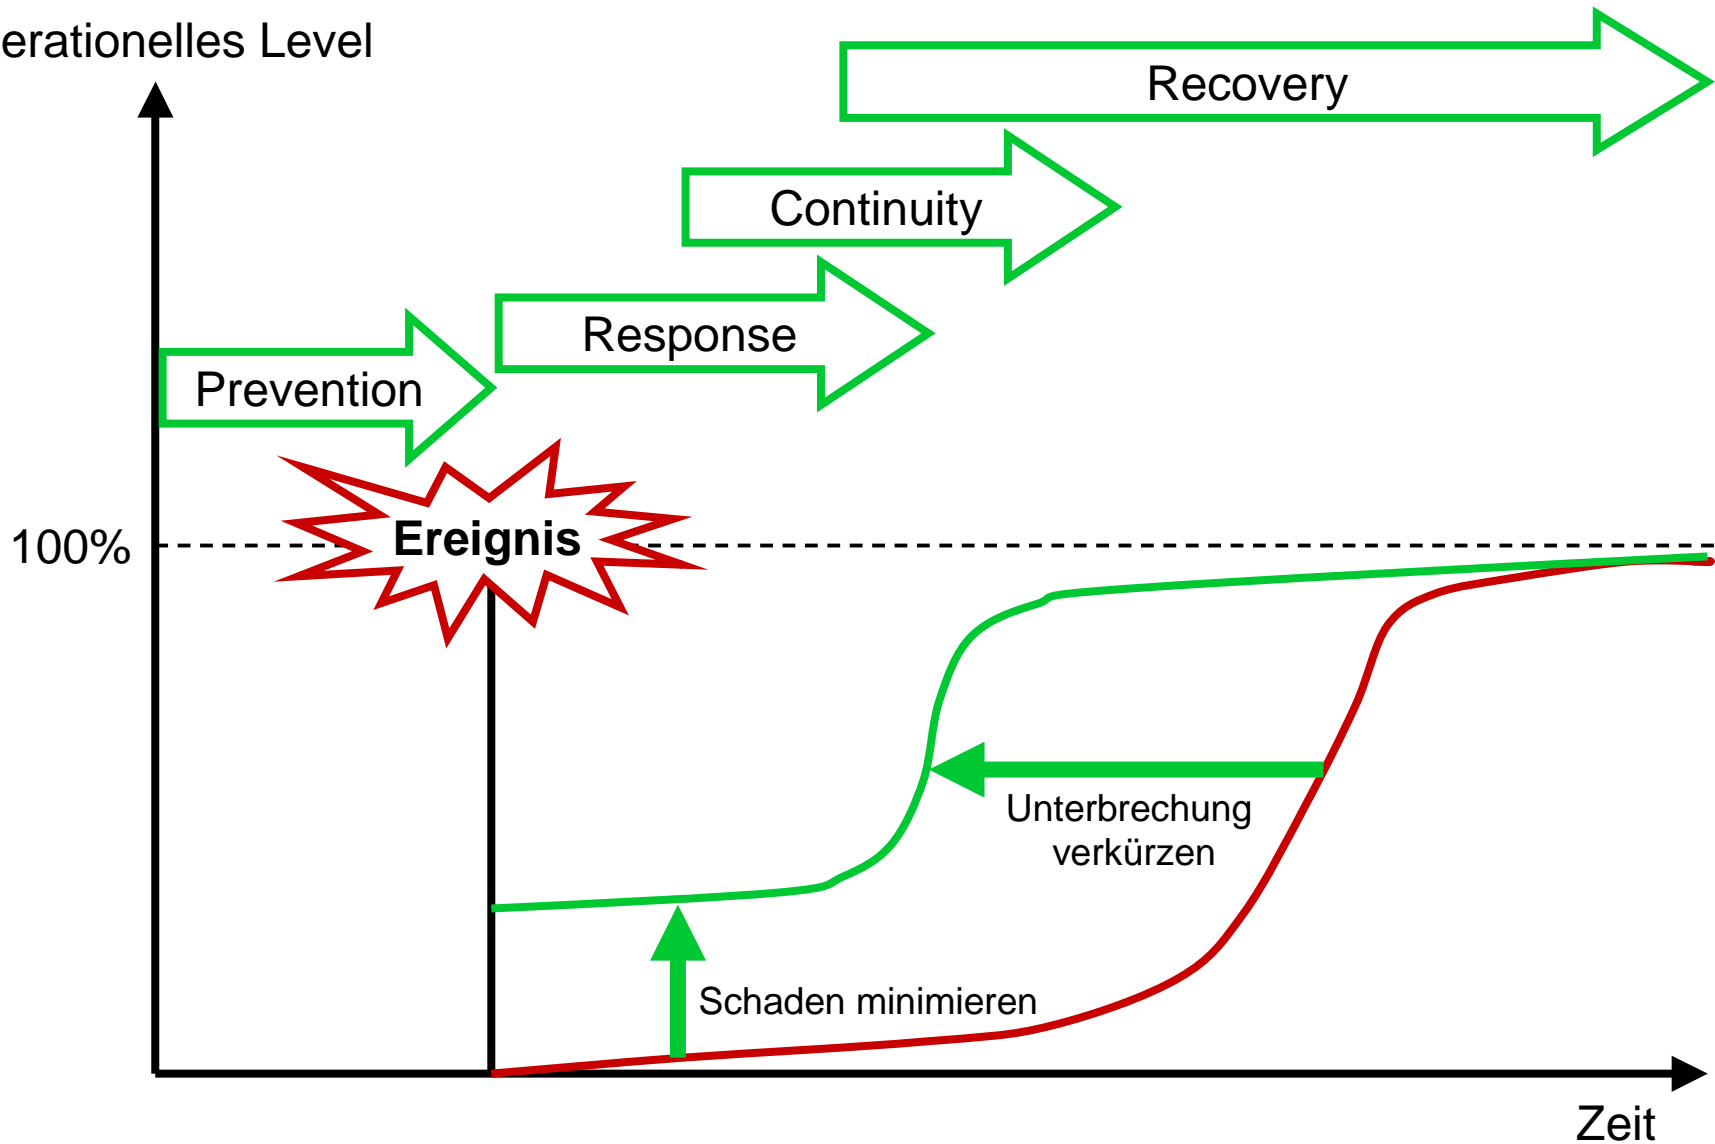 erationelles Level
Recovery
Continuity
Response
Prevention
Ereignis
100%
Unterbrechung
verkürzen
Schaden minimieren
Zeit